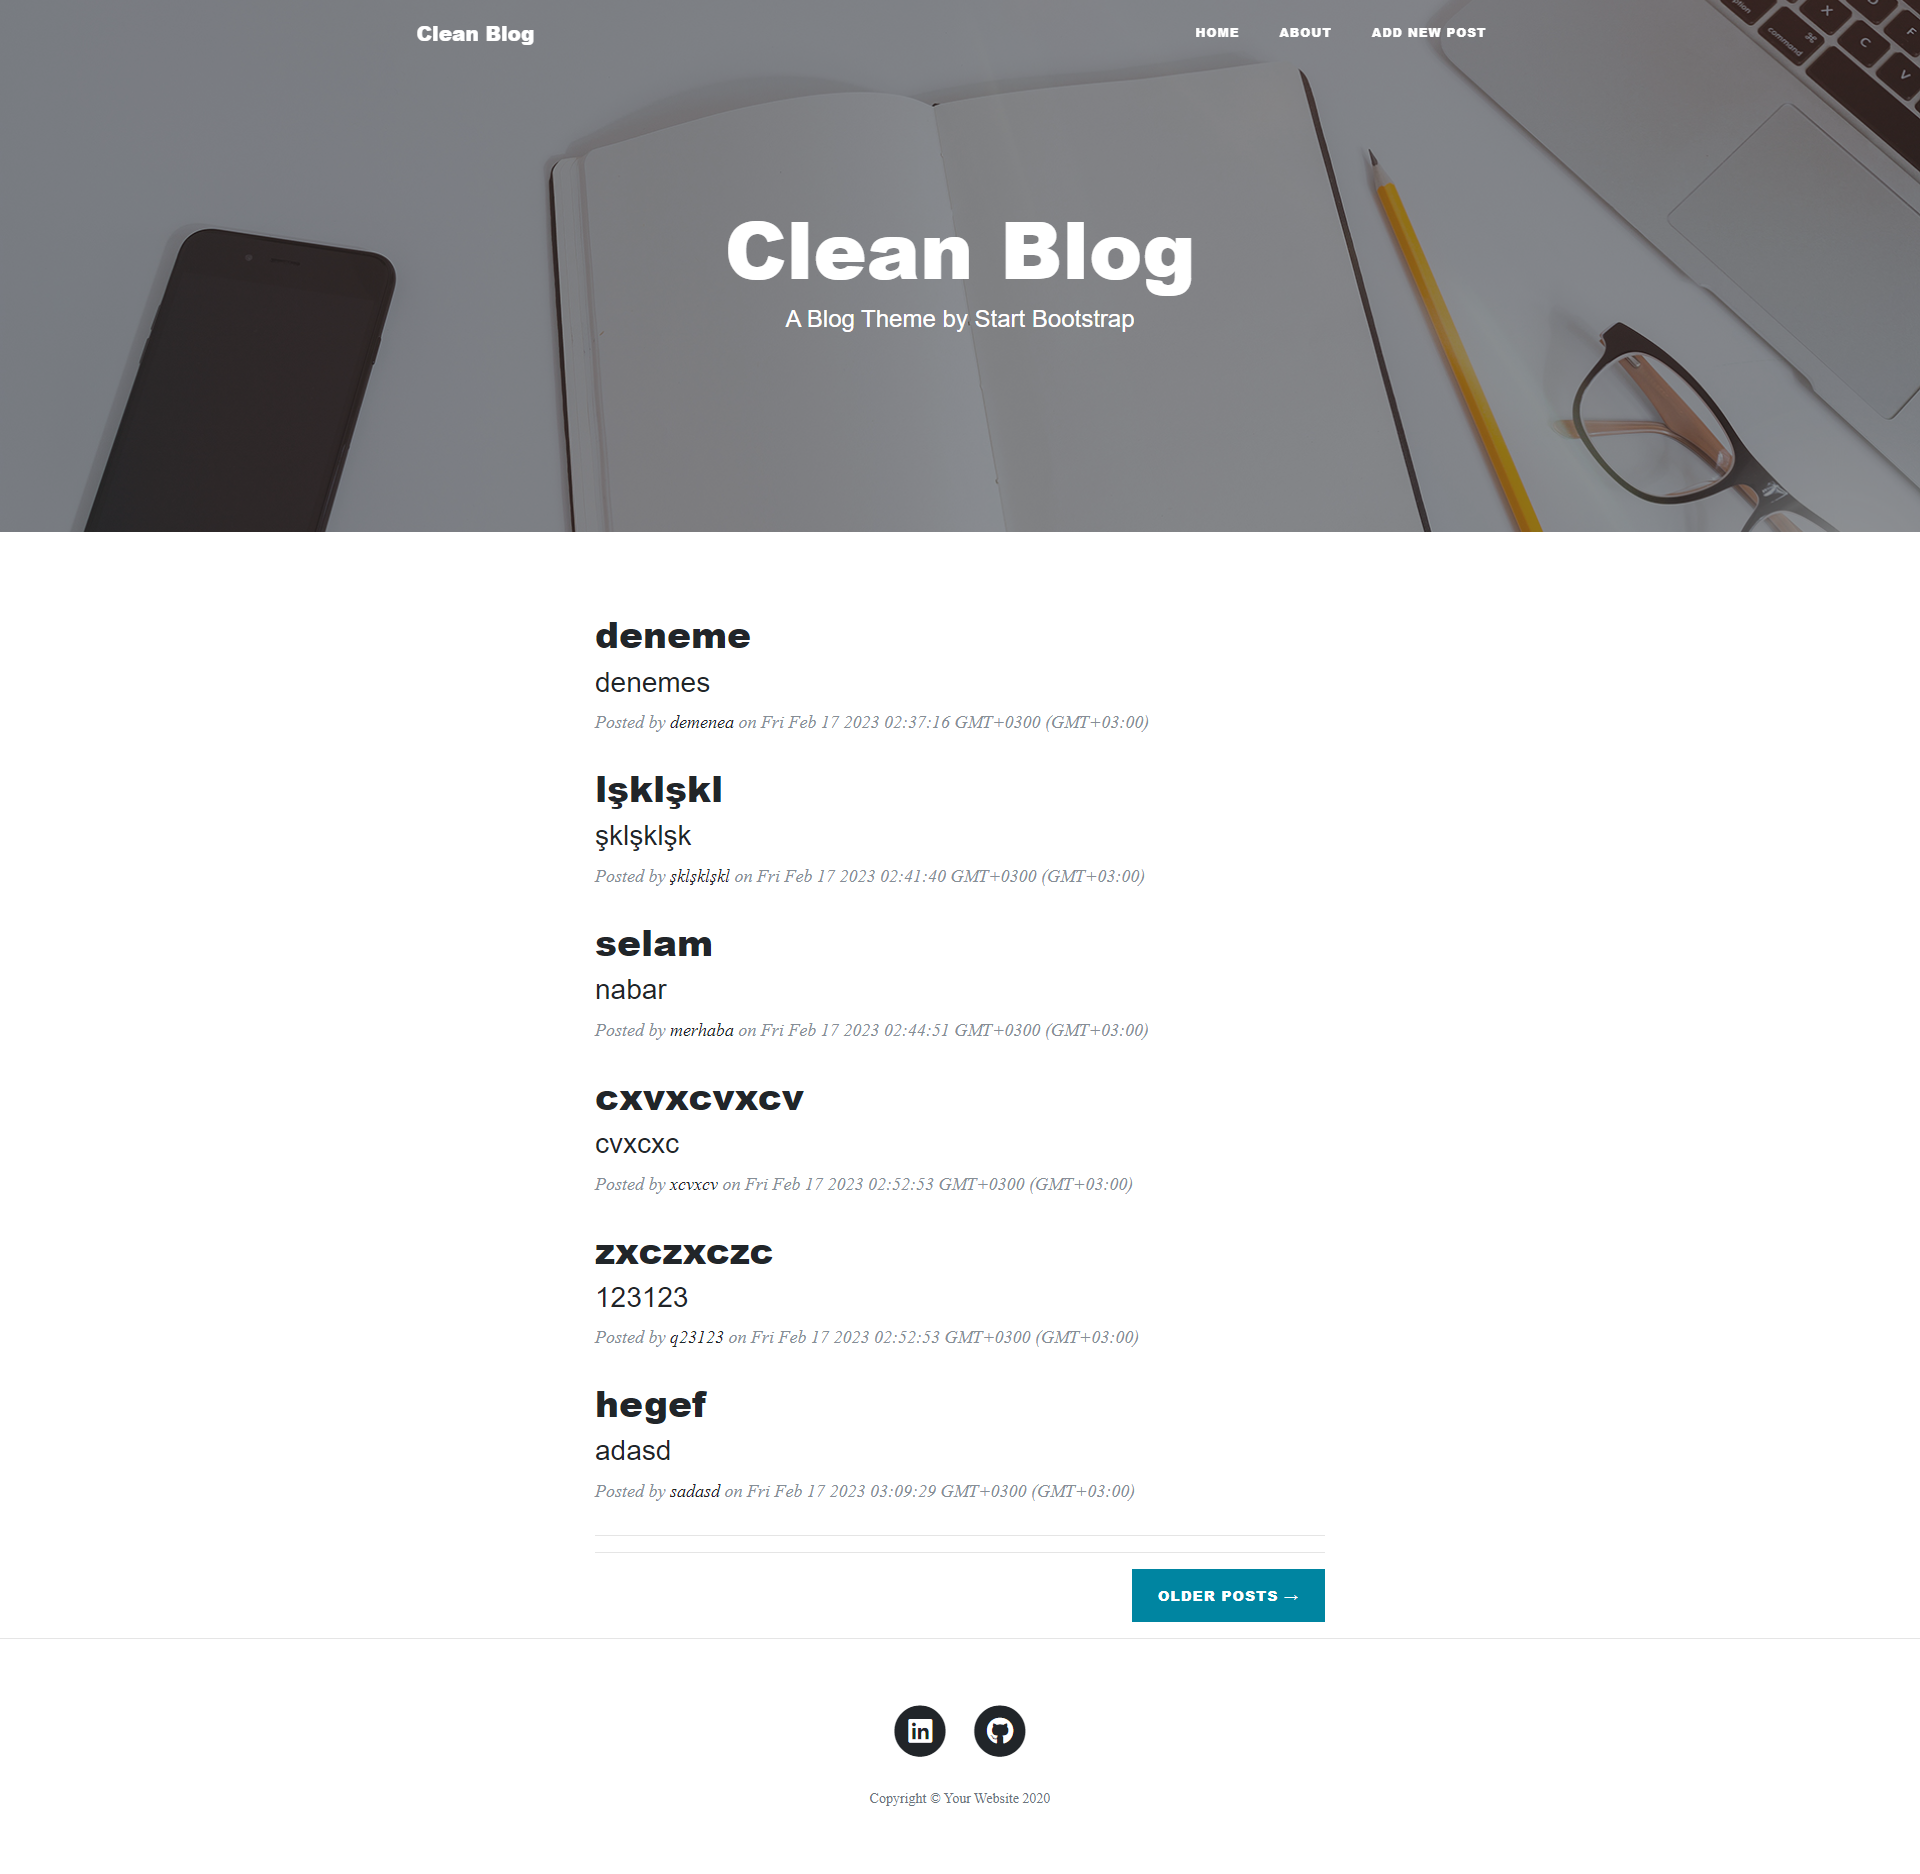 Clean Blog
HOME ABOUT ADD NEW POST
option
command
⌘
X
C
V
F
Clean Blog
A Blog Theme by Start Bootstrap
deneme
denemes
Posted by demenea on Fri Feb 17 2023 02:37:16 GMT+0300 (GMT+03:00)
lşklşkl
şklşklşk
Posted by şklşklşkl on Fri Feb 17 2023 02:41:40 GMT+0300 (GMT+03:00)
selam
nabar
Posted by merhaba on Fri Feb 17 2023 02:44:51 GMT+0300 (GMT+03:00)
cxvxcvxcv
cvxcxc
Posted by xcvxcv on Fri Feb 17 2023 02:52:53 GMT+0300 (GMT+03:00)
zxczxczc
123123
Posted by q23123 on Fri Feb 17 2023 02:52:53 GMT+0300 (GMT+03:00)
hegef
adasd
Posted by sadasd on Fri Feb 17 2023 03:09:29 GMT+0300 (GMT+03:00)
OLDER POSTS →
in
Copyright © Your Website 2020